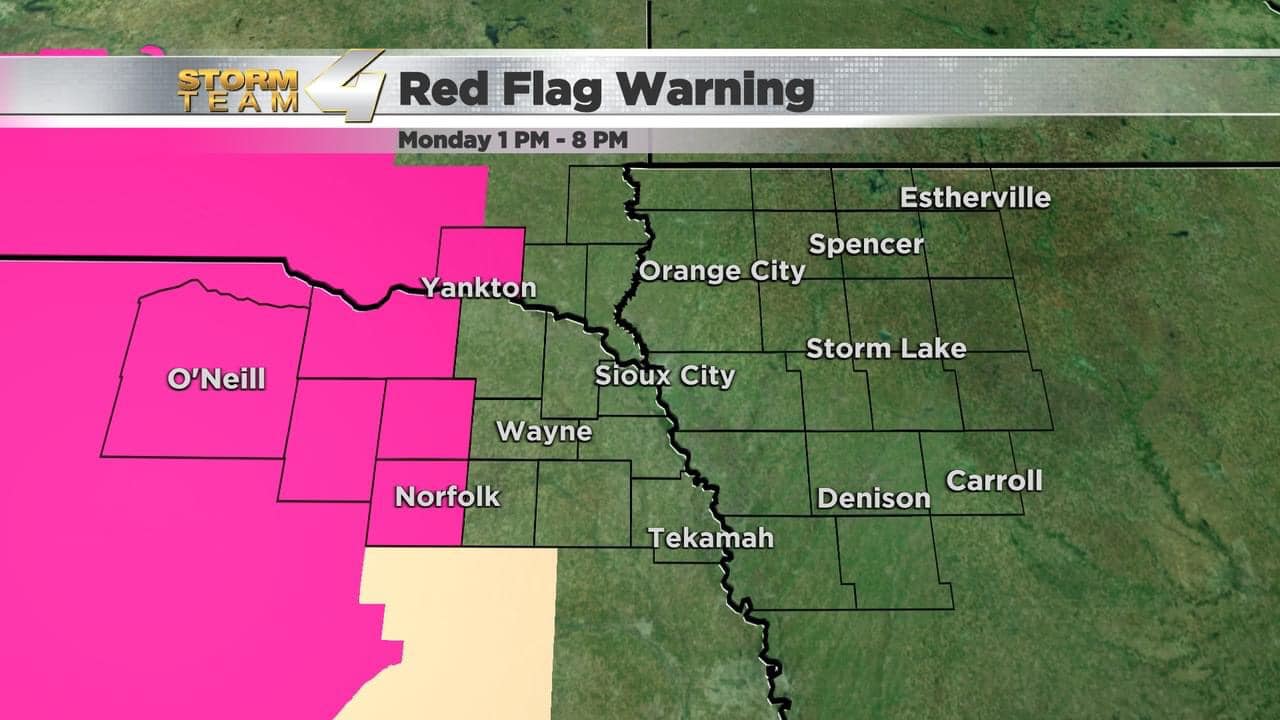 STORM
TEAM 4
Red Flag Warning
Monday 1 PM - 8 PM
Estherville
Spencer
Orange City
Yankton
Storm Lake
O'Neill
Sioux City
Wayne
Carroll
Norfolk
Denison
Tekamah